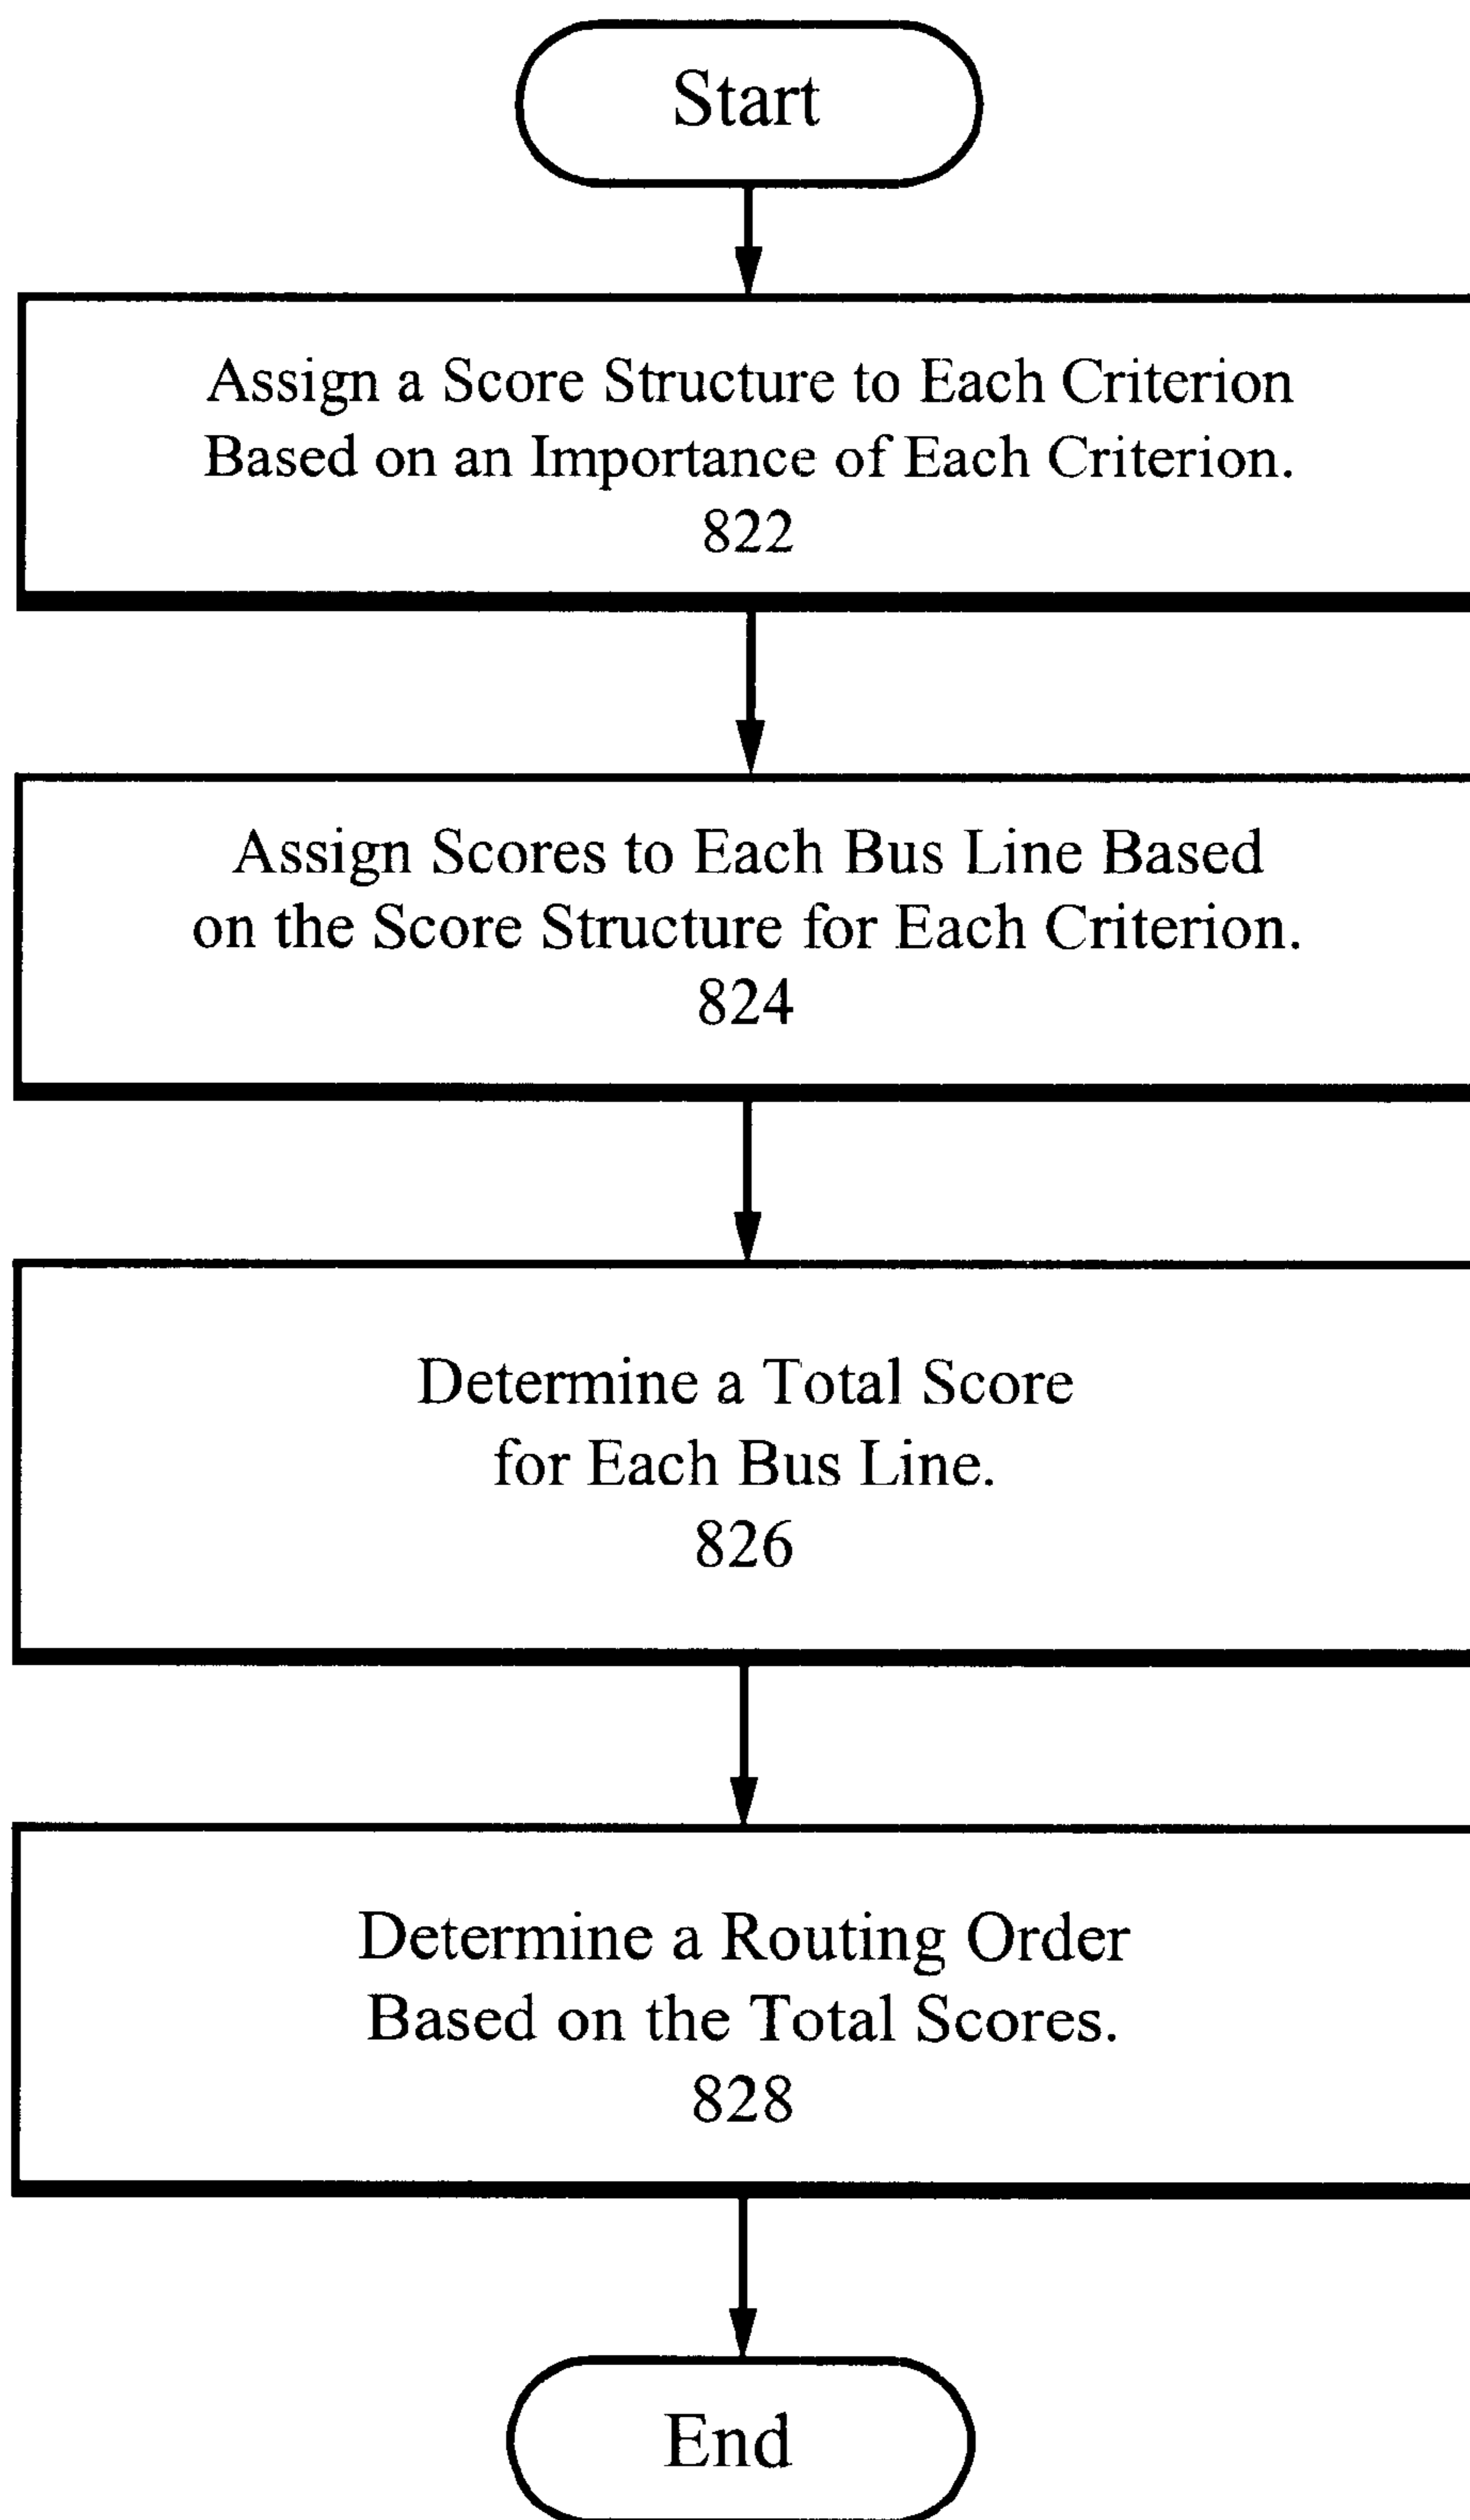 Start
Assign a Score Structure to Each Criterion
Based on an Importance of Each Criterion.
822
Assign Scores to Each Bus Line Based
on the Score Structure for Each Criterion.
824
Determine a Total Score
for Each Bus Line.
826
Determine a Routing Order
Based on the Total Scores.
828
End